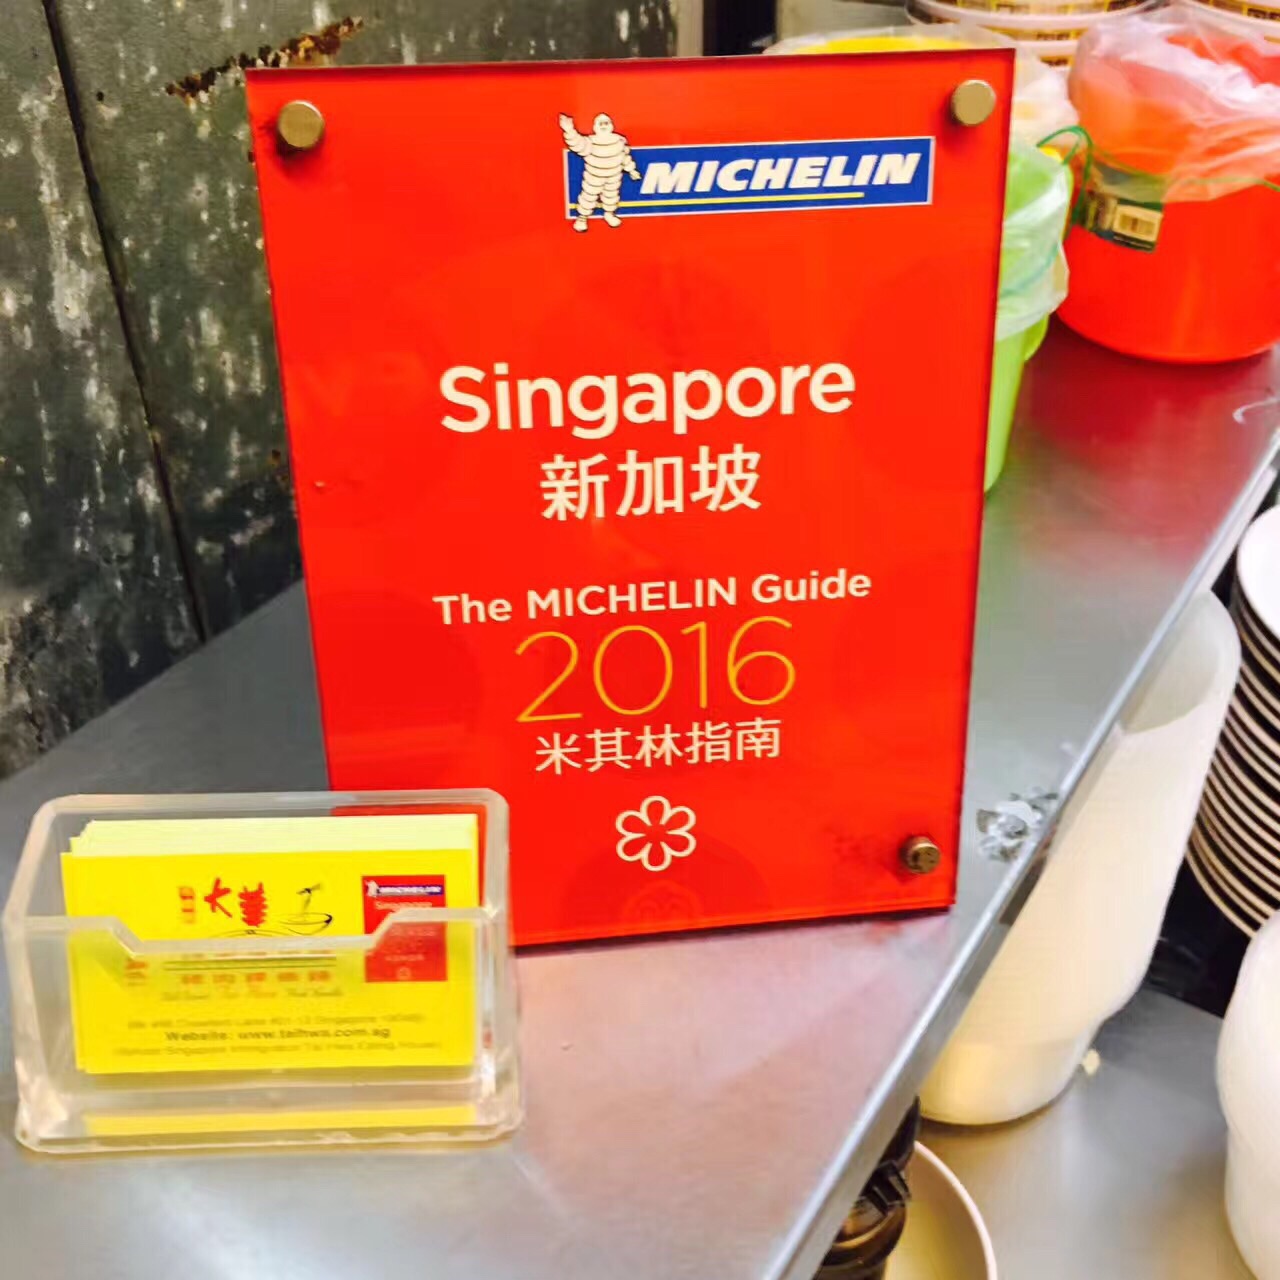 MICHELIN
Singapore
新加坡
The MICHELIN Guide
2016
米其林指南
大華
MICHELIN
Singapore
Website: www.taihwa.com.sg